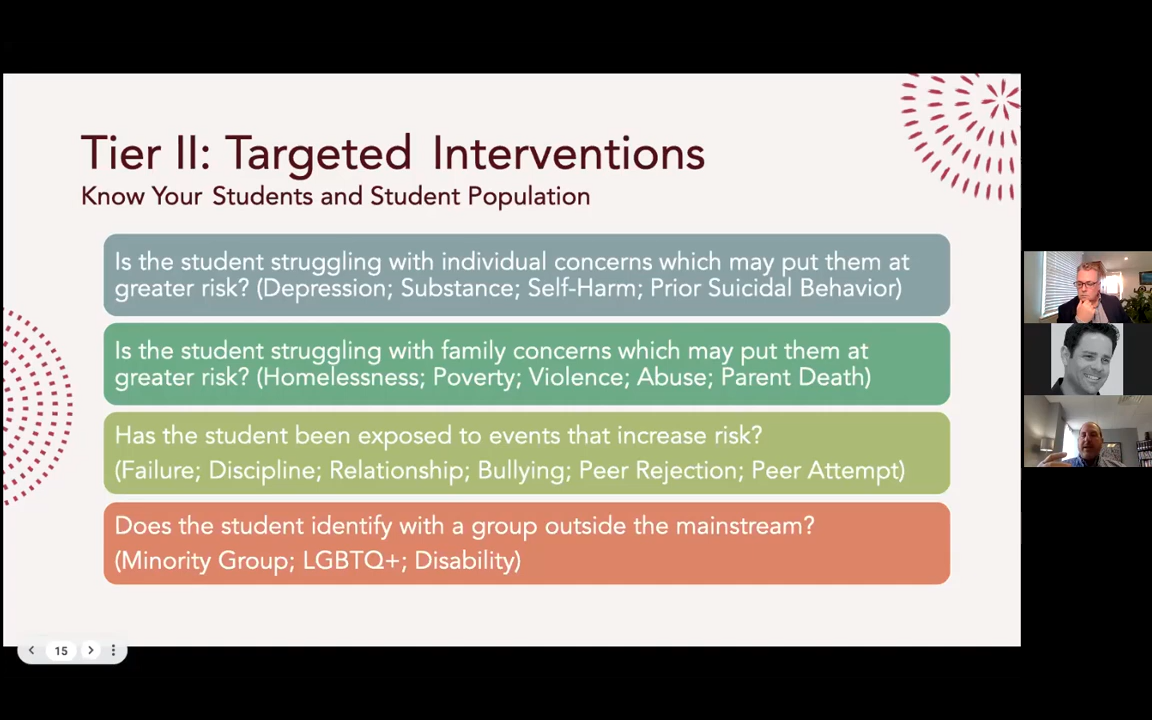 Tier II: Targeted Interventions
Know Your Students and Student Population
Is the student struggling with individual concerns which may put them at
greater risk? (Depression; Substance; Self-Harm; Prior Suicidal Behavior)
Is the student struggling with family concerns which may put them at
greater risk? (Homelessness; Poverty; Violence; Abuse; Parent Death)
Has the student been exposed to events that increase risk?
(Failure; Discipline; Relationship; Bullying; Peer Rejection; Peer Attempt)
Does the student identify with a group outside the mainstream?
(Minority Group; LGBTQ+; Disability)
15